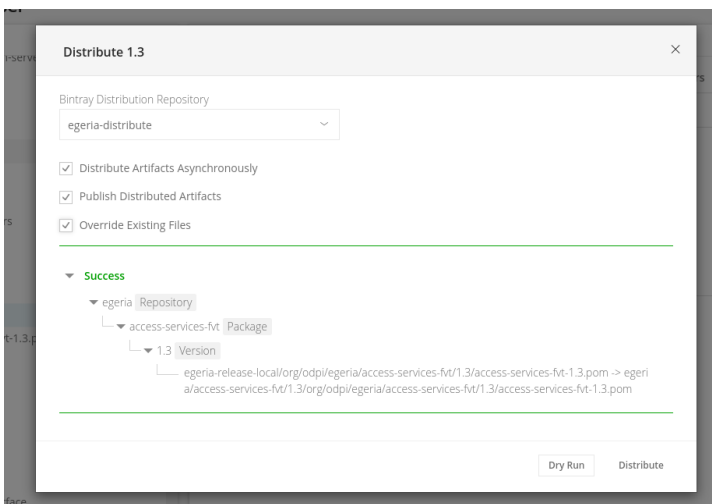 Distribute 1.3
Bintray Distribution Repository
egeria-distribute
Distribute Artifacts Asynchronously
Publish Distributed Artifacts
Override Existing Files
Success
egeria Repository
access-services-fvt Package
1.3 Version
egeria-release-local/org/odpi/egeria/access-services-fvt/1.3/access-services-fvt-1.3.pom -> egeri
a/access-services-fvt/1.3/org/odpi/egeria/access-services-fvt/1.3/access-services-fvt-1.3.pom
Dry Run Distribute